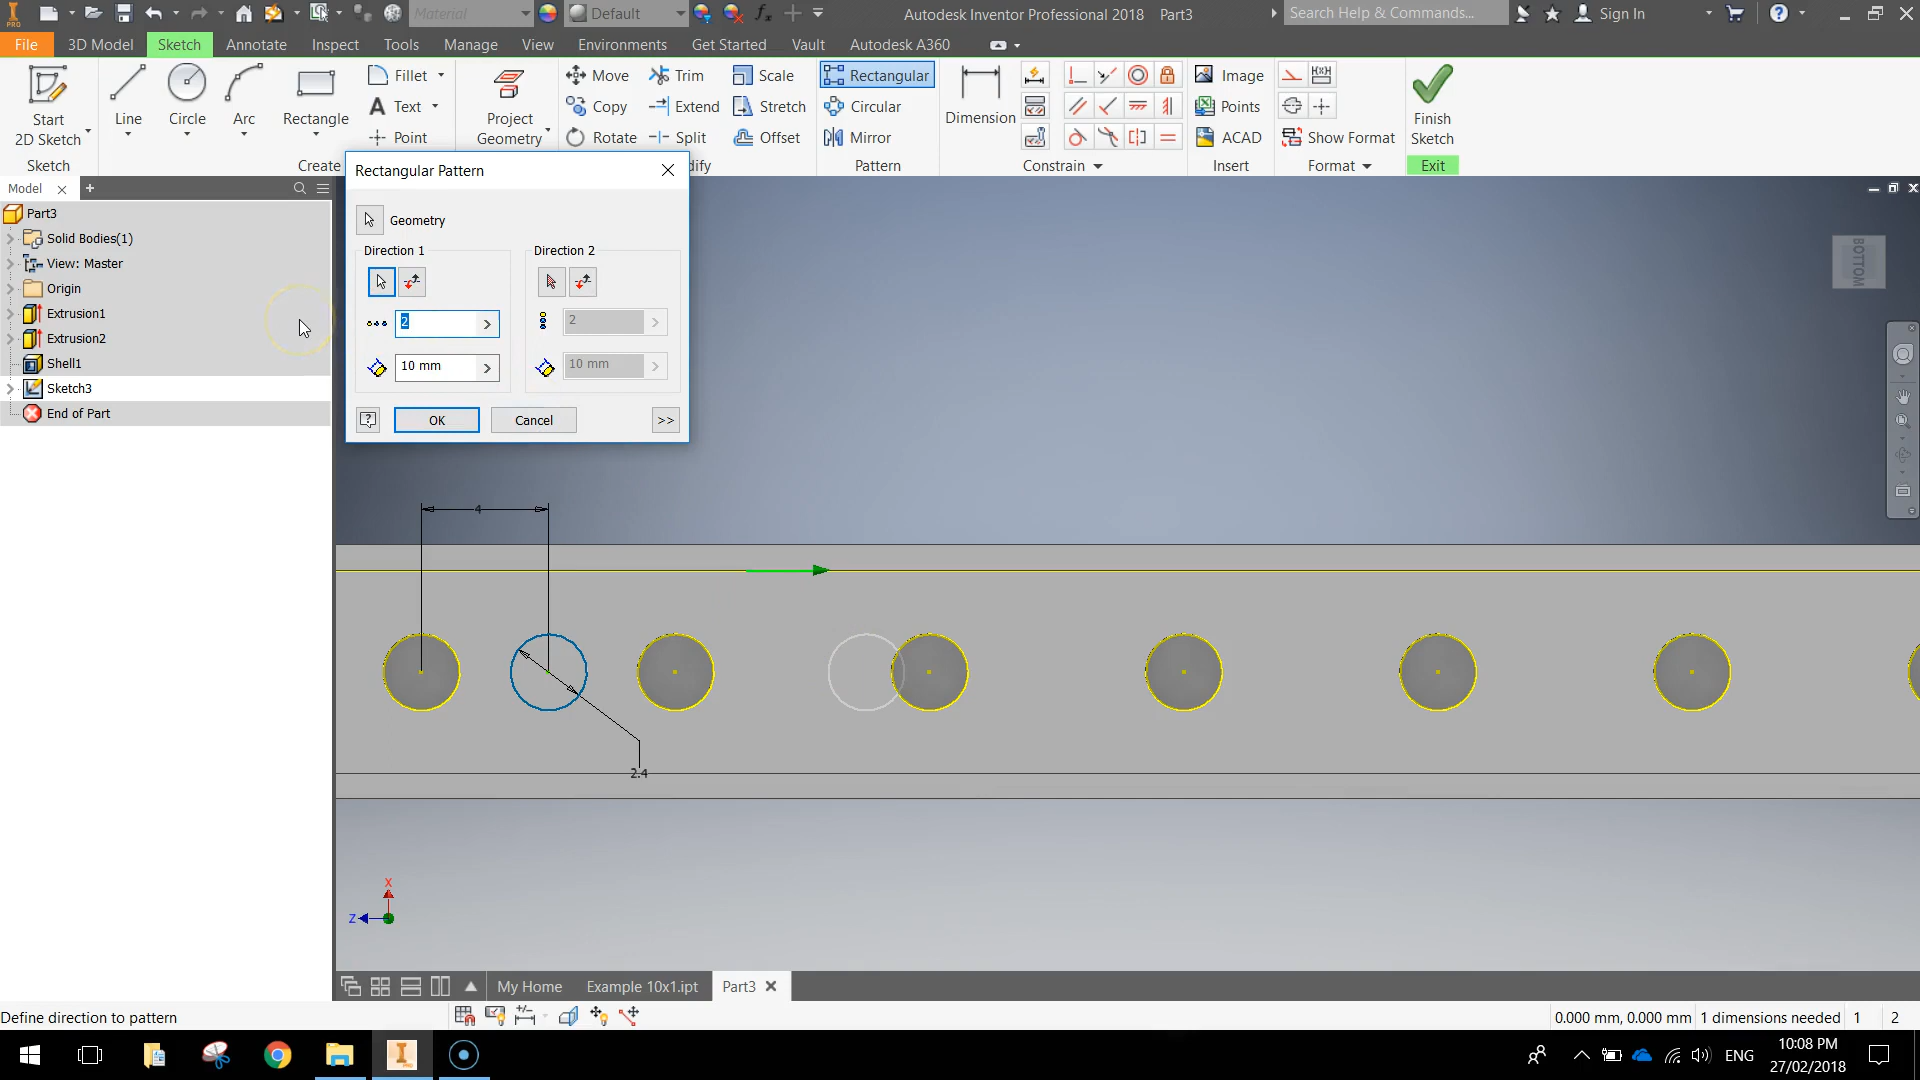 PRO
Material
Default
Autodesk Inventor Professional 2018 Part3
Search Help & Commands...
Sign In
File
3D Model
Sketch
Annotate
Inspect
Tools
Manage
View
Environments
Get Started
Vault
Autodesk A360
Start
2D Sketch
Line
Circle
Arc
Rectangle
Fillet
Text
Point
Project
Geometry
Move
Copy
Rotate
Trim
Extend
Split
Scale
Stretch
Offset
Rectangular
Circular
Mirror
Dimension
Image
Points
ACAD
Show Format
Finish
Sketch
Sketch
Create
dify
Pattern
Constrain
Insert
Format
Exit
Model
Part3
Solid Bodies(1)
View: Master
Origin
Extrusion1
Extrusion2
Shell1
Sketch3
End of Part
Rectangular Pattern
Geometry
Direction 1
Direction 2
2
2
10 mm
10 mm
OK
Cancel
>>
BOTTOM
4
2.4
X
Z
My Home
Example 10x1.ipt
Part3
Define direction to pattern
0.000 mm, 0.000 mm
1 dimensions needed
1
2
ENG
10:08 PM
27/02/2018